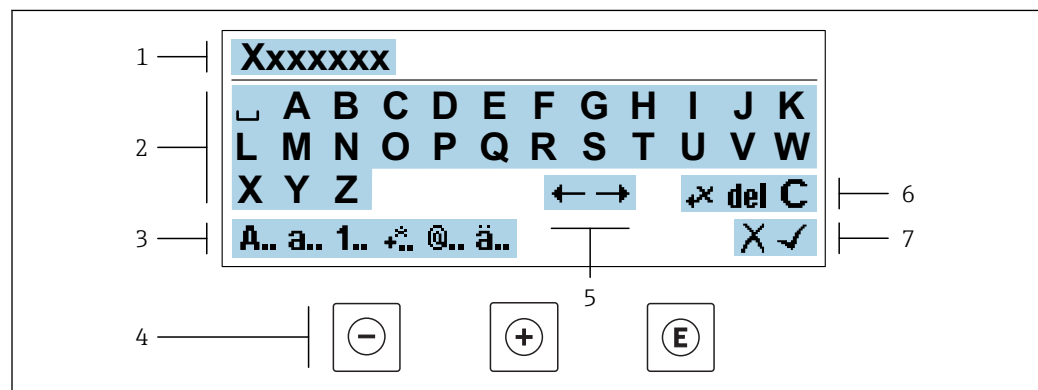 1
Xxxxxxx
2
␣ A B C D E F G H I J K
L M N O P Q R S T U V W
X Y Z ← → ⁺× del C
6
3
A.. a.. 1.. +*.. @.. ä..
X ✓
7
5
4
− + E